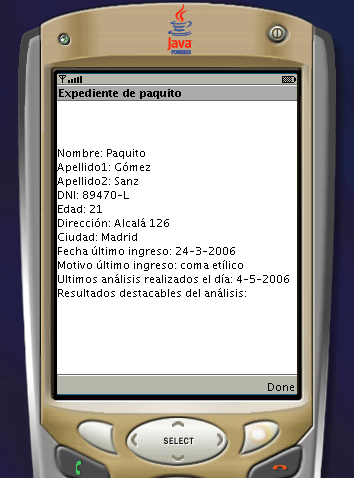 Java
POWERED
Expediente de paquito
Nombre: Paquito
Apellido1: Gómez
Apellido2: Sanz
DNI: 89470-L
Edad: 21
Dirección: Alcalá 126
Ciudad: Madrid
Fecha último ingreso: 24-3-2006
Motivo último ingreso: coma etílico
Ultimos análisis realizados el día: 4-5-2006
Resultados destacables del análisis:
Done
SELECT